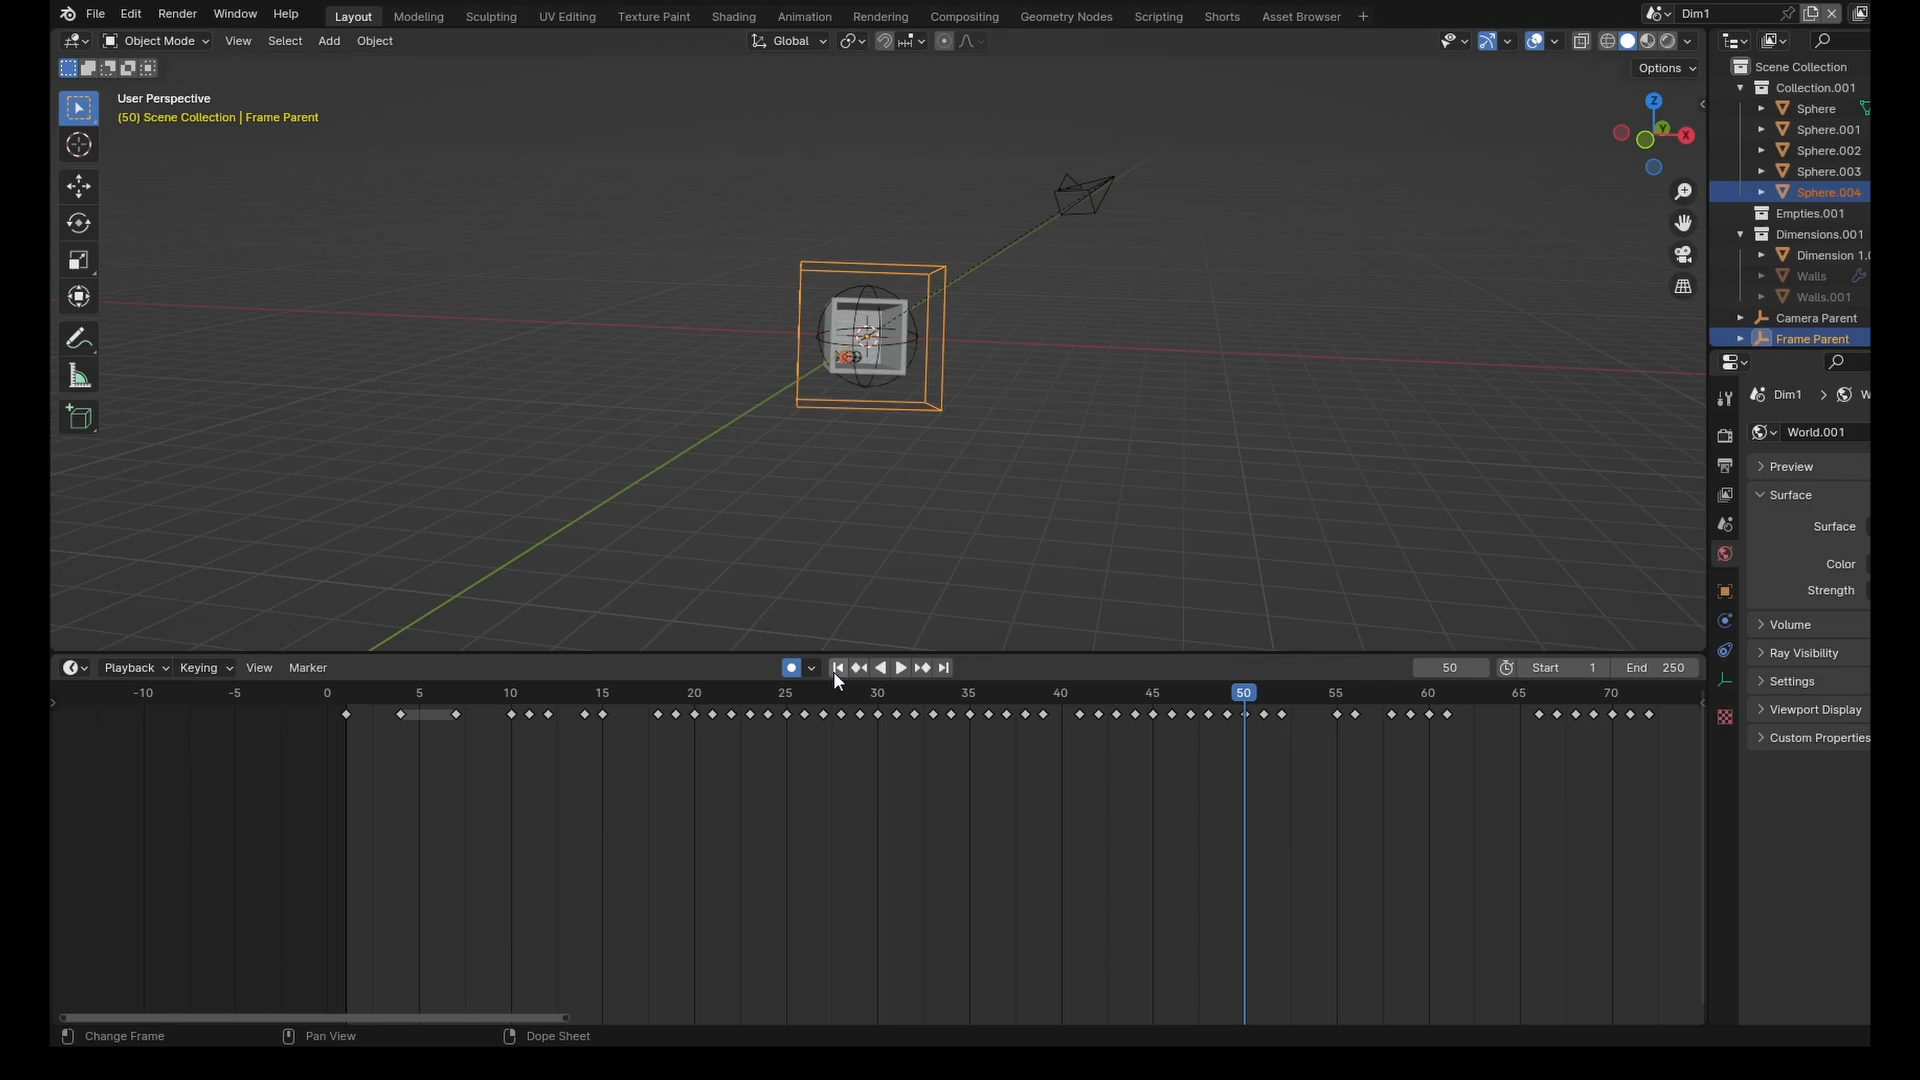 File Edit Render Window Help Layout Modeling Sculpting UV Editing Texture Paint Shading Animation Rendering Compositing Geometry Nodes Scripting Shorts Asset Browser + Dim1
Object Mode View Select Add Object Global
Options
User Perspective
(50) Scene Collection | Frame Parent
Z
Y
X
Scene Collection
Collection.001
Sphere
Sphere.001
Sphere.002
Sphere.003
Sphere.004
Empties.001
Dimensions.001
Dimension 1.0
Walls
Walls.001
Camera Parent
Frame Parent
Dim1 > W
World.001
Preview
Surface
Surface
Color
Strength
Volume
Ray Visibility
Settings
Viewport Display
Custom Properties
Playback Keying View Marker 50 Start 1 End 250
-10 -5 0 5 10 15 20 25 30 35 40 45 50 55 60 65 70
Change Frame Pan View Dope Sheet